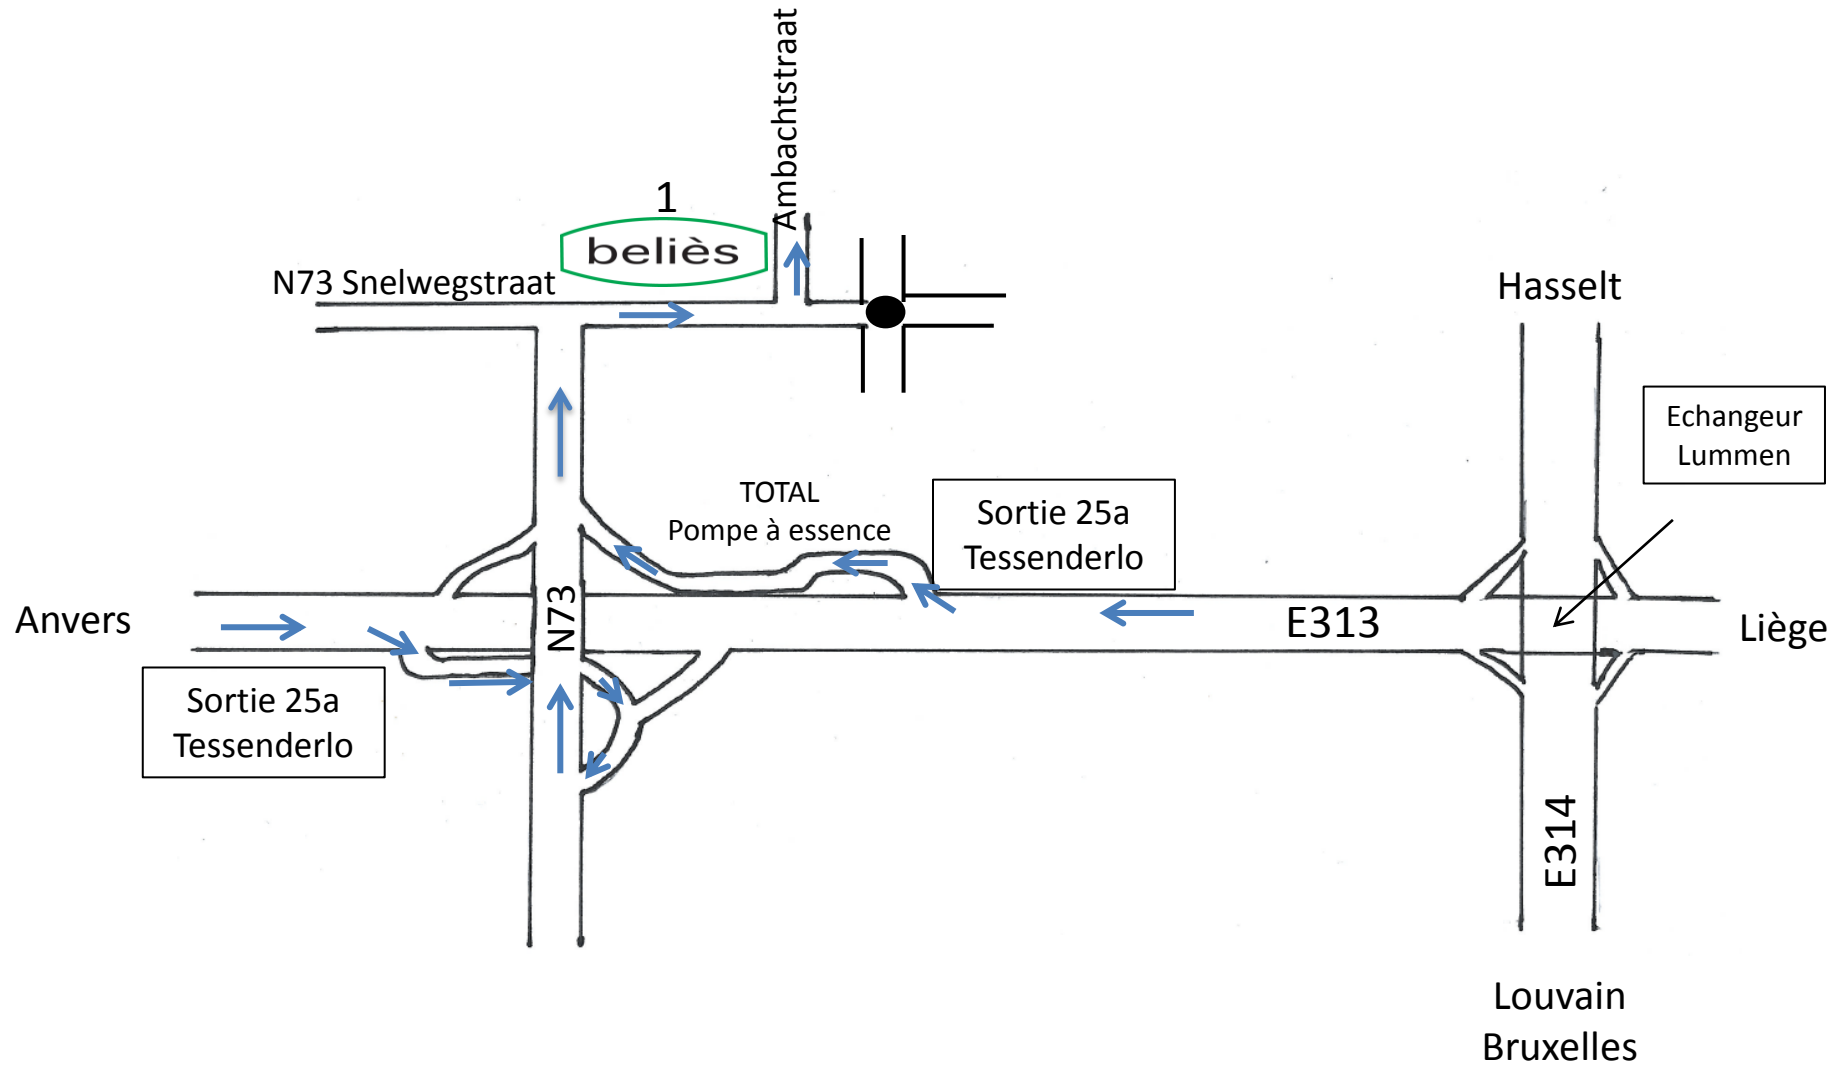 Ambachtstraat
1
beliès
N73 Snelwegstraat
Hasselt
Echangeur
Lummen
TOTAL
Pompe à essence
Sortie 25a
Tessenderlo
Anvers
N73
E313
Liège
Sortie 25a
Tessenderlo
E314
Louvain
Bruxelles